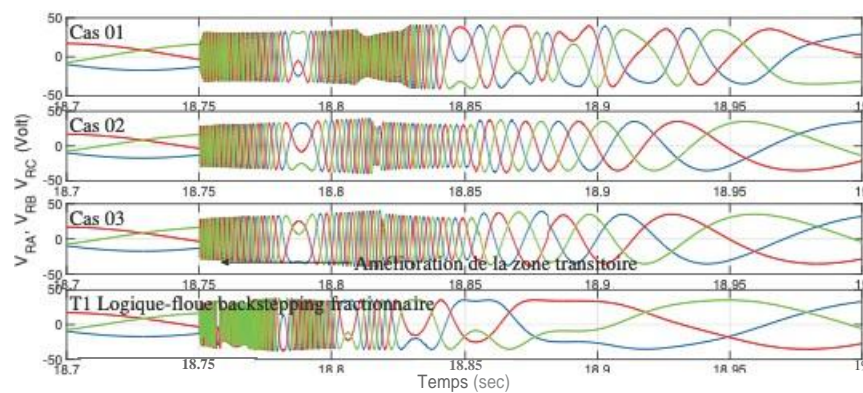 50
Cas 01
0
-50
18.7 18.75 18.8 18.85 18.9 18.95
50
Cas 02
0
-50
18.7 18.75 18.8 18.85 18.9 18.95
50
Cas 03
0
Amélioration de la zone transitoire
-50
18.7 18.75 18.8 18.85 18.9 18.95
50
T1 Logique-floue backstepping fractionnaire
0
-50
18.7 18.75 18.8 18.85 18.9 18.95
Temps (sec)
VRA, VRB VRC (Volt)